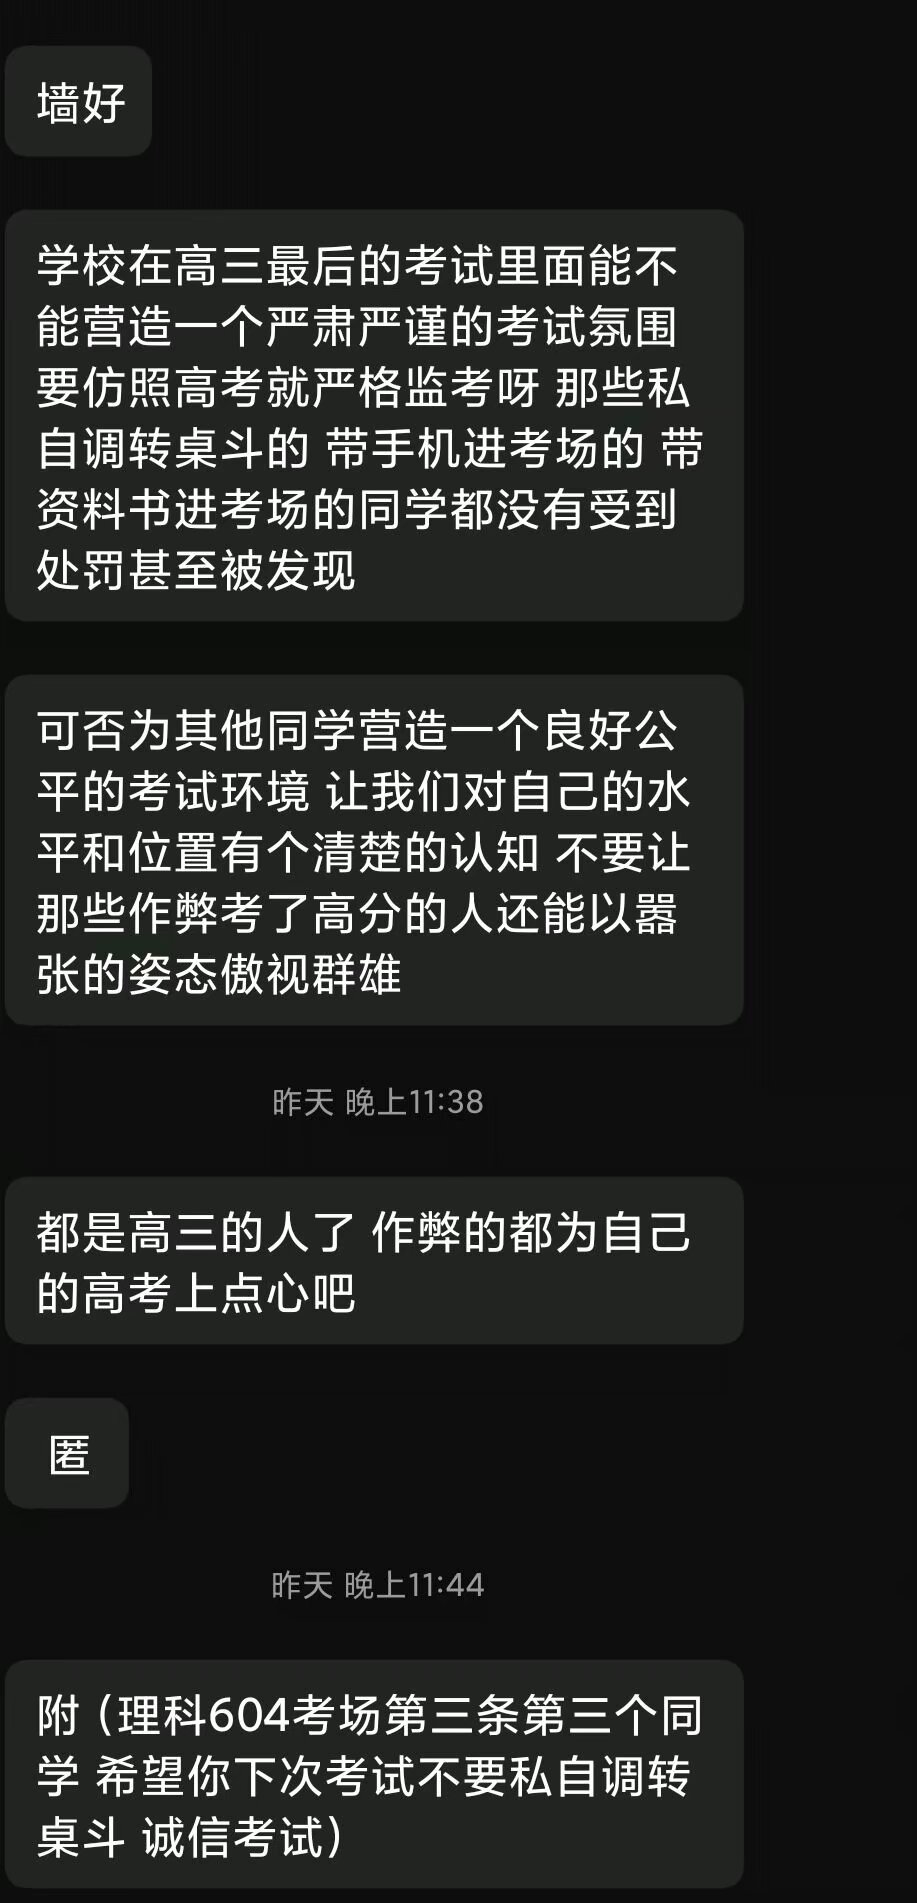 墙好
学校在高三最后的考试里面能不
能营造一个严肃严谨的考试氛围
要仿照高考就严格监考呀 那些私
自调转桌斗的 带手机进考场的 带
资料书进考场的同学都没有受到
处罚甚至被发现
可否为其他同学营造一个良好公
平的考试环境 让我们对自己的水
平和位置有个清楚的认知 不要让
那些作弊考了高分的人还能以嚣
张的姿态傲视群雄
昨天 晚上11:38
都是高三的人了 作弊的都为自己
的高考上点心吧
匿
昨天 晚上11:44
附（理科604考场第三条第三个同
学 希望你下次考试不要私自调转
桌斗 诚信考试）